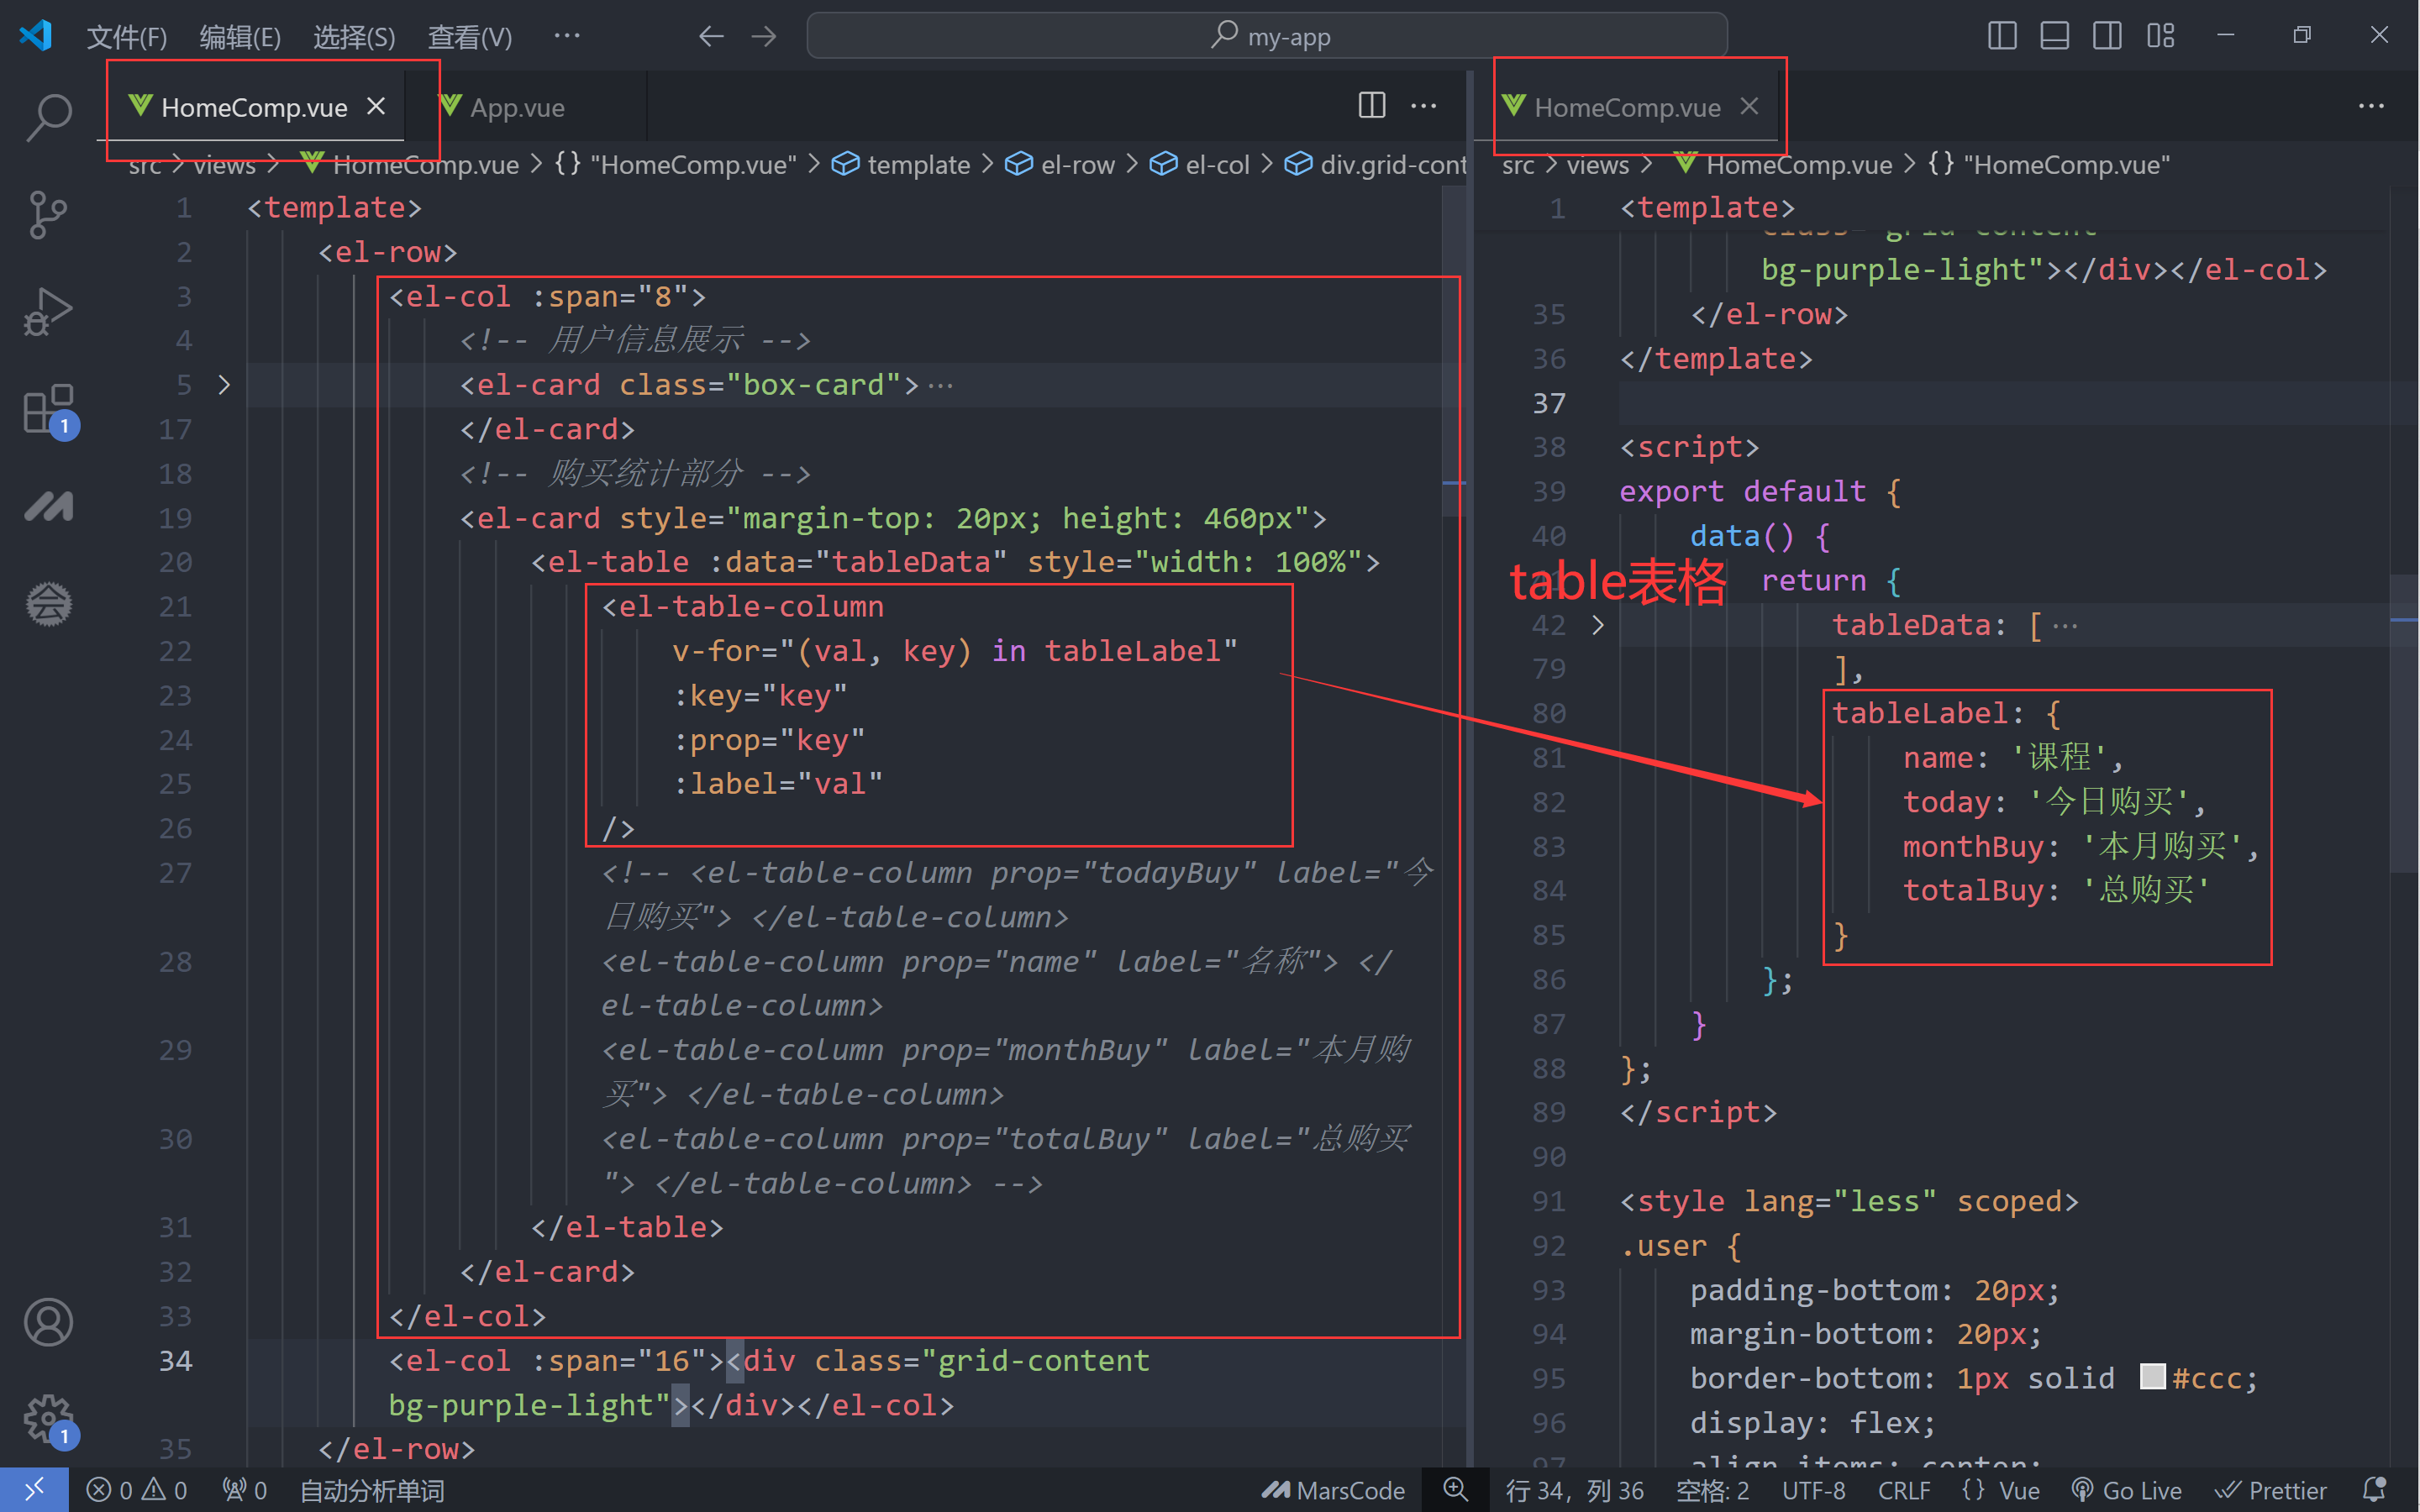 文件(F) 编辑(E) 选择(S) 查看(V) ··· my-app
HomeComp.vue App.vue
src > views > HomeComp.vue > {} "HomeComp.vue" > template > el-row > el-col > div.grid-cont
1 <template>
2 <el-row>
3 <el-col :span="8">
4 <!-- 用户信息展示 -->
5 <el-card class="box-card">···
17 </el-card>
18 <!-- 购买统计部分 -->
19 <el-card style="margin-top: 20px; height: 460px">
20 <el-table :data="tableData" style="width: 100%">
21 <el-table-column
22 v-for="(val, key) in tableLabel"
23 :key="key"
24 :prop="key"
25 :label="val"
26 />
27 <!-- <el-table-column prop="todayBuy" label="今
日购买"> </el-table-column>
28 <el-table-column prop="name" label="名称"> </
el-table-column>
29 <el-table-column prop="monthBuy" label="本月购
买"> </el-table-column>
30 <el-table-column prop="totalBuy" label="总购买
"> </el-table-column> -->
31 </el-table>
32 </el-card>
33 </el-col>
34 <el-col :span="16"><div class="grid-content
bg-purple-light"></div></el-col>
35 </el-row>
HomeComp.vue ···
src > views > HomeComp.vue > {} "HomeComp.vue"
1 <template>
class="grid-content
bg-purple-light"></div></el-col>
35 </el-row>
36 </template>
37
38 <script>
39 export default {
40 data() {
41 return {
table表格
42 tableData: [···
79 ],
80 tableLabel: {
81 name: '课程',
82 today: '今日购买',
83 monthBuy: '本月购买',
84 totalBuy: '总购买'
85 }
86 };
87 }
88 };
89 </script>
90
91 <style lang="less" scoped>
92 .user {
93 padding-bottom: 20px;
94 margin-bottom: 20px;
95 border-bottom: 1px solid #ccc;
96 display: flex;
97 align-items: center;
1
会
1
0 0 0 自动分析单词 MarsCode 行 34，列 36 空格: 2 UTF-8 CRLF {} Vue Go Live Prettier